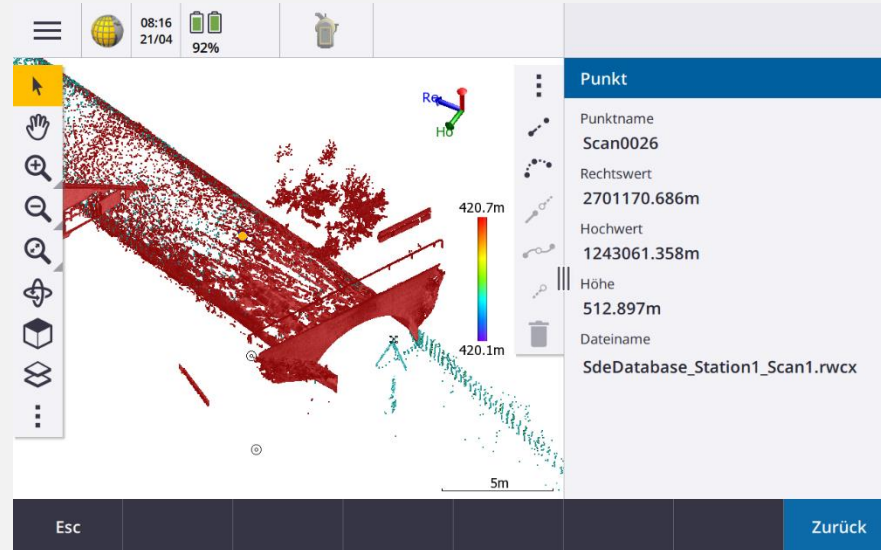 08:16
21/04
92%
Re
Ho
420.7m
420.1m
5m
Punkt
Punktname
Scan0026
Rechtswert
2701170.686m
Hochwert
1243061.358m
Höhe
512.897m
Dateiname
SdeDatabase_Station1_Scan1.rwcx
Esc
Zurück